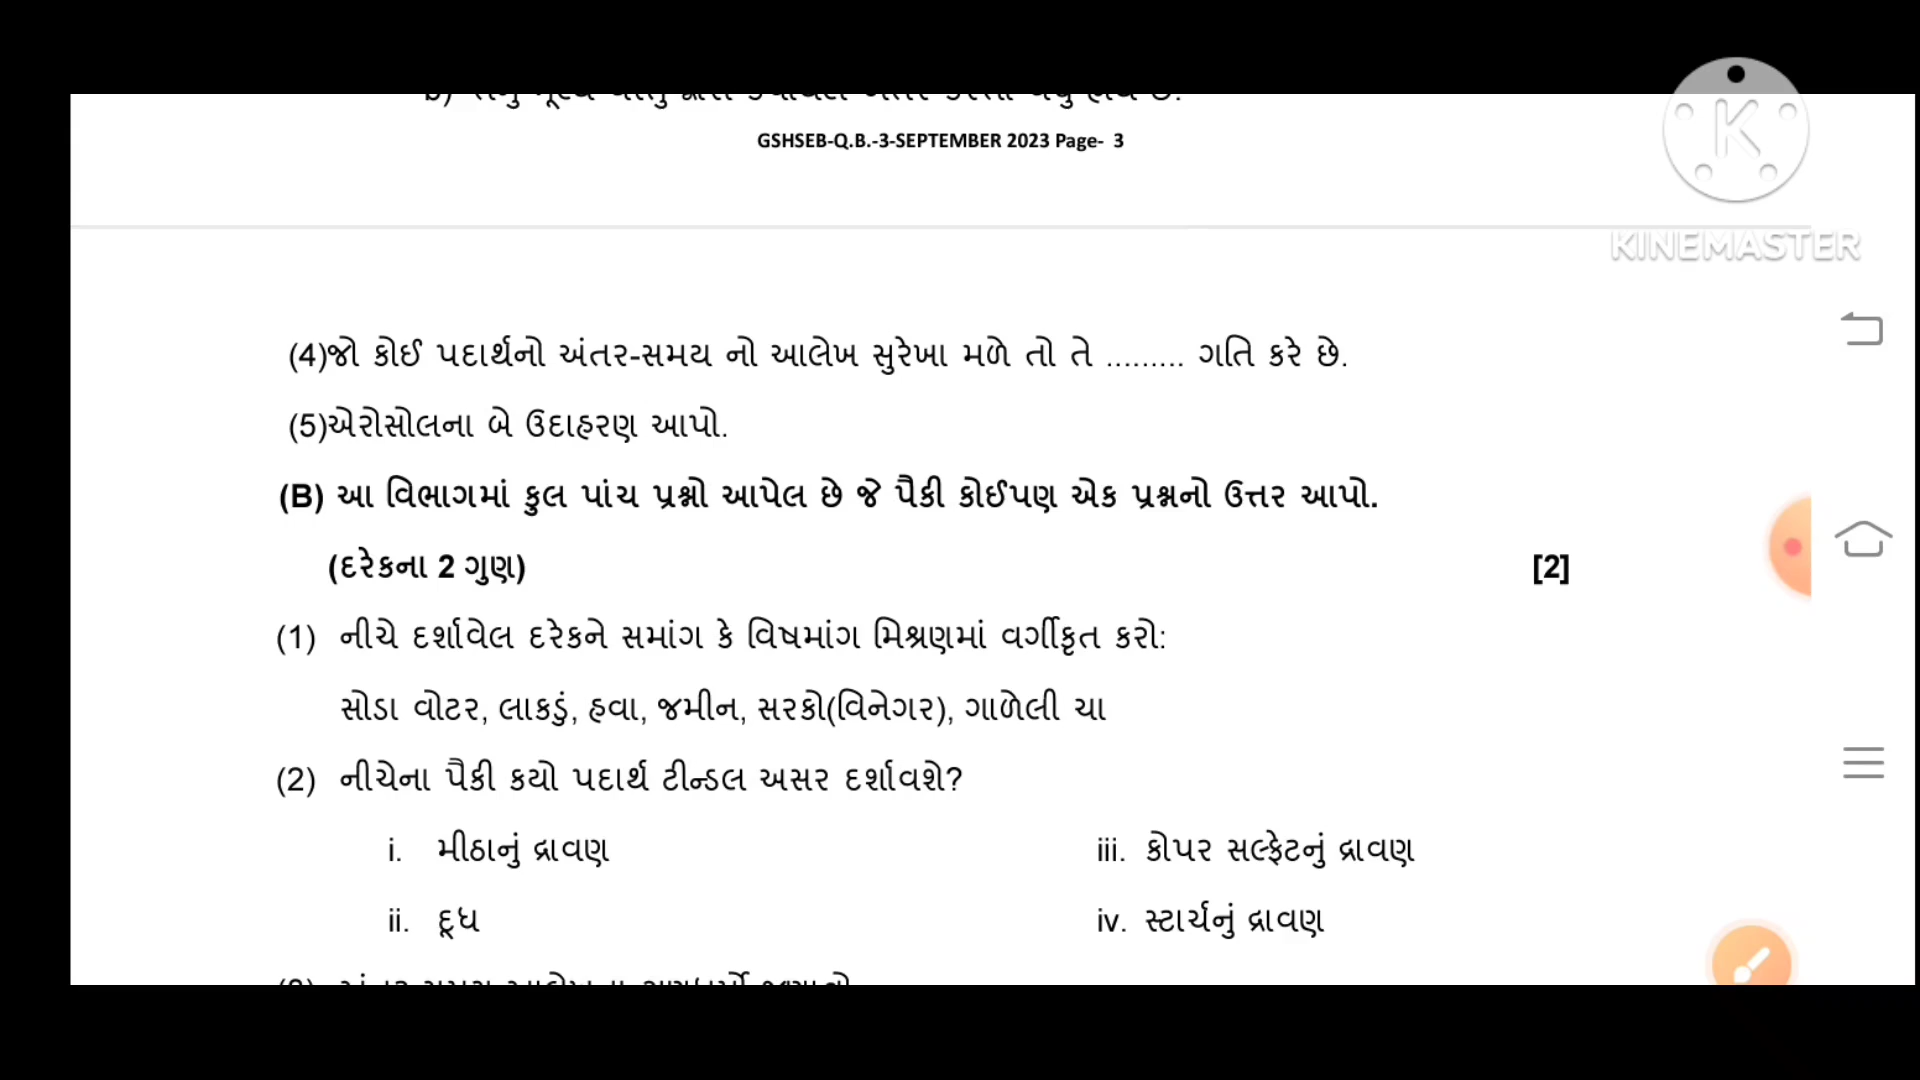 GSHSEB-Q.B.-3-SEPTEMBER 2023 Page- 3
K
KINEMASTER
(4)જો કોઈ પદાર્થનો અંતર-સમય નો આલેખ સુરેખા મળે તો તે ......... ગતિ કરે છે.
(5)એરોસોલના બે ઉદાહરણ આપો.
(B) આ વિભાગમાં કુલ પાંચ પ્રશ્નો આપેલ છે જે પૈકી કોઈપણ એક પ્રશ્નનો ઉત્તર આપો.
(દરેકના 2 ગુણ) [2]
(1) નીચે દર્શાવેલ દરેકને સમાંગ કે વિષમાંગ મિશ્રણમાં વર્ગીકૃત કરો:
સોડા વોટર, લાકડું, હવા, જમીન, સરકો(વિનેગર), ગાળેલી ચા
(2) નીચેના પૈકી કયો પદાર્થ ટીન્ડલ અસર દર્શાવશે?
i. મીઠાનું દ્રાવણ iii. કોપર સલ્ફેટનું દ્રાવણ
ii. દૂધ iv. સ્ટાર્ચનું દ્રાવણ